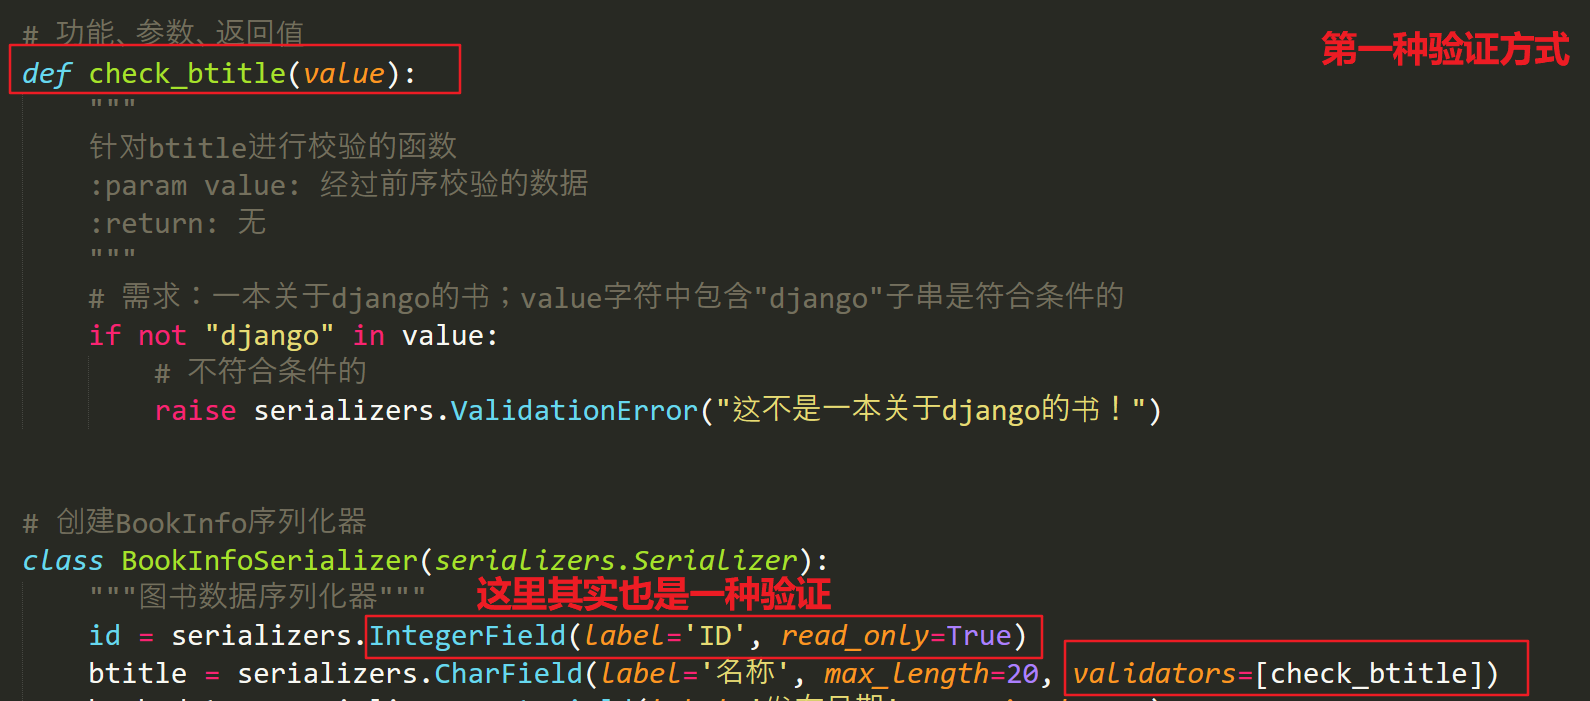 # 功能、参数、返回值
第一种验证方式
def check_btitle(value):
"""
针对btitle进行校验的函数
:param value: 经过前序校验的数据
:return: 无
"""
# 需求：一本关于django的书；value字符中包含"django"子串是符合条件的
if not "django" in value:
# 不符合条件的
raise serializers.ValidationError("这不是一本关于django的书！")
# 创建BookInfo序列化器
class BookInfoSerializer(serializers.Serializer):
"""图书数据序列化器"""
这里其实也是一种验证
id = serializers.IntegerField(label='ID', read_only=True)
btitle = serializers.CharField(label='名称', max_length=20, validators=[check_btitle])